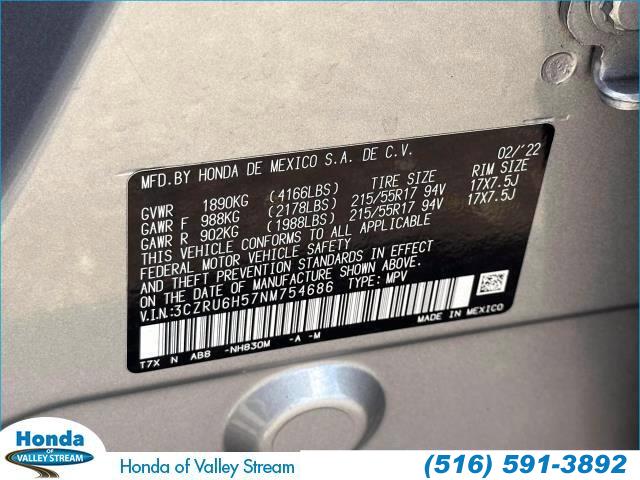 MFD.BY HONDA DE MEXICO S.A. DE C.V. 02/'22
GVWR 1890KG (4166LBS) TIRE SIZE RIM SIZE
GAWR F 988KG (2178LBS) 215/55R17 94V 17X7.5J
GAWR R 902KG (1988LBS) 215/55R17 94V 17X7.5J
THIS VEHICLE CONFORMS TO ALL APPLICABLE
FEDERAL MOTOR VEHICLE SAFETY
AND THEFT PREVENTION STANDARDS IN EFFECT
ON THE DATE OF MANUFACTURE SHOWN ABOVE.
V.I.N.:3CZRU6H57NM754686 TYPE: MPV
T7X N AB8 -NH830M -A -M MADE IN MEXICO
Honda
OF
VALLEY STREAM
Honda of Valley Stream
(516) 591-3892